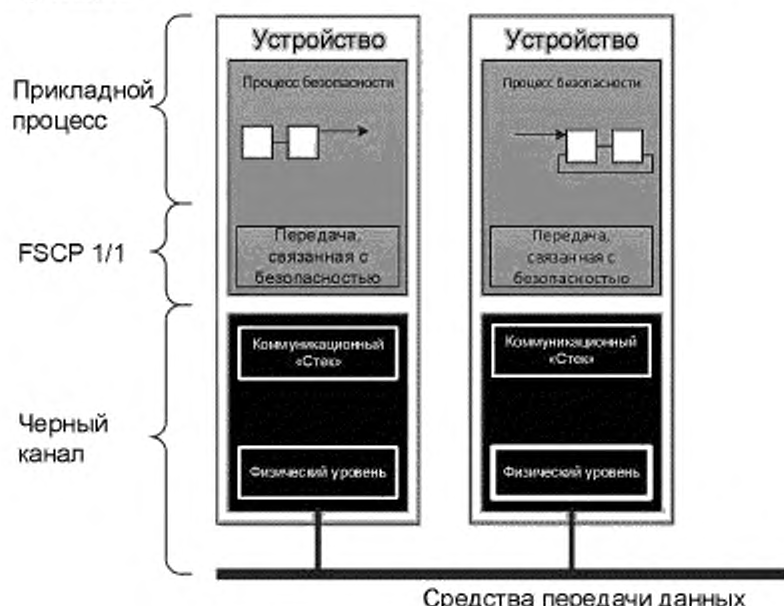 Устройство
Устройство
Прикладной
процесс
Процесс безопасности
Процесс безопасности
FSCP 1/1
Передача,
связанная с
безопасностью
Передача,
связанная с
безопасностью
Черный
канал
Коммуникационный
«Стек»
Коммуникационный
«Стек»
Физический уровень
Физический уровень
Средства передачи данных